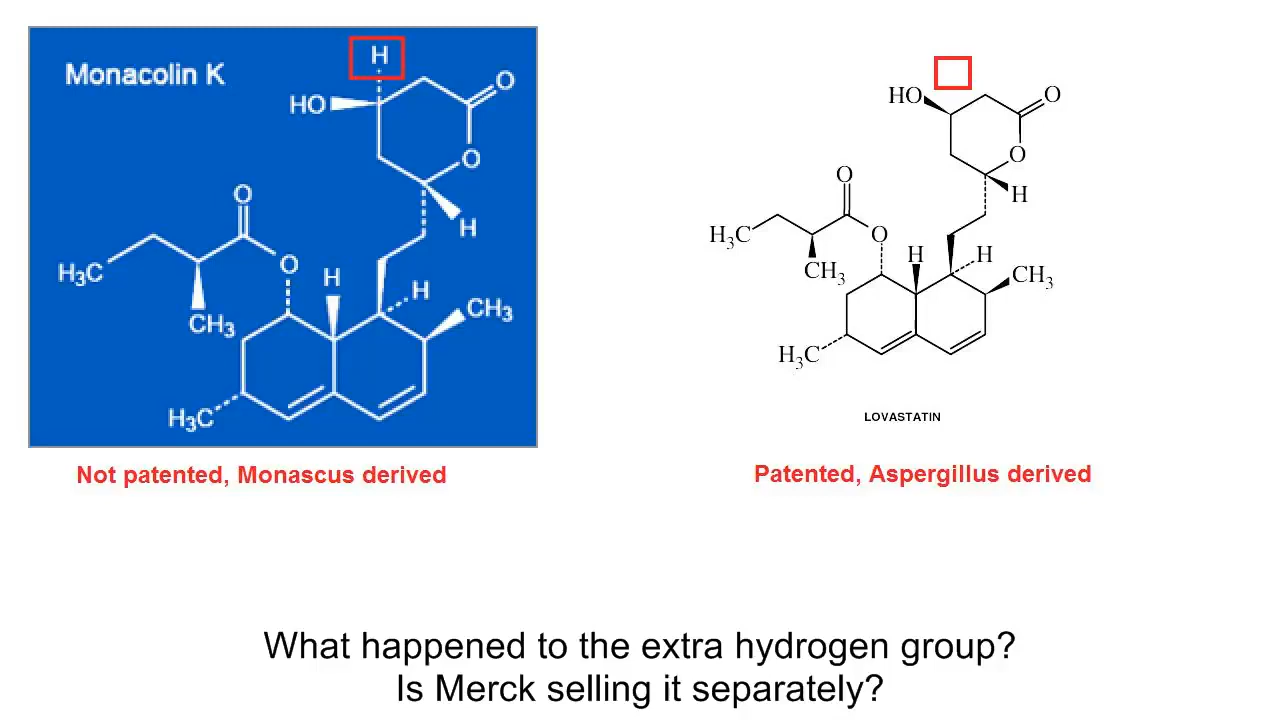 Monacolin K
H
HO
O
O
H
O
O
H
H
H3C
CH3
CH3
H3C
HO
O
O
H
O
O
H
H
H3C
CH3
CH3
H3C
LOVASTATIN
Not patented, Monascus derived
Patented, Aspergillus derived
What happened to the extra hydrogen group?
Is Merck selling it separately?